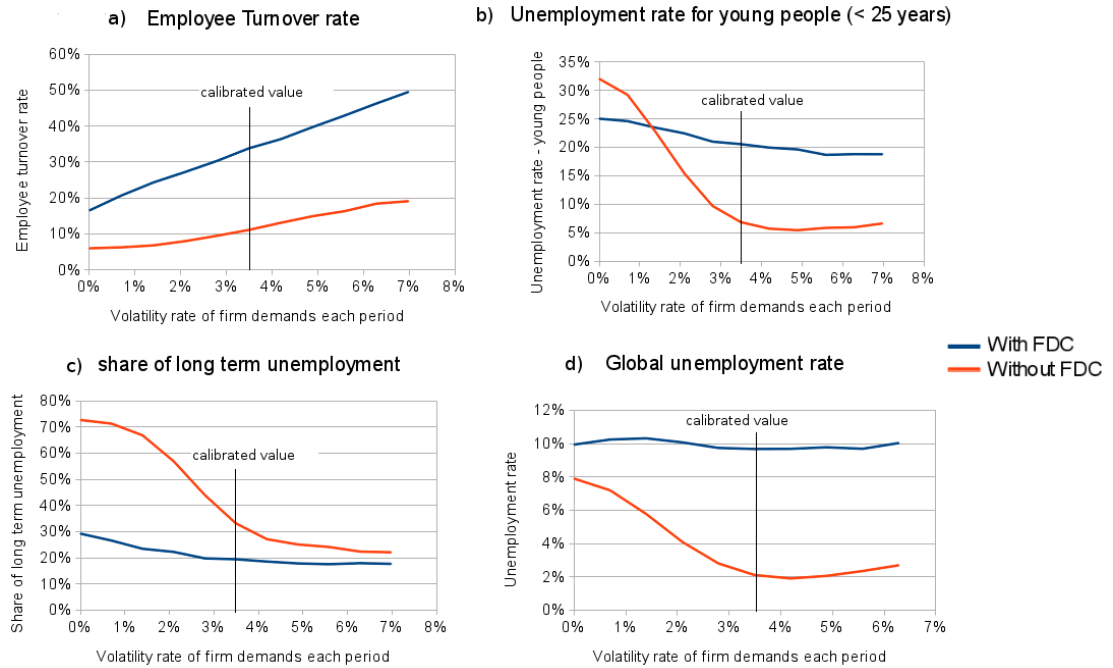 a) Employee Turnover rate
60%
50%
40%
30%
20%
10%
0%
Employee turnover rate
calibrated value
0% 1% 2% 3% 4% 5% 6% 7% 8%
Volatility rate of firm demands each period
b) Unemployment rate for young people (< 25 years)
35%
30%
25%
20%
15%
10%
5%
0%
Unemployment rate - young people
calibrated value
0% 1% 2% 3% 4% 5% 6% 7% 8%
Volatility rate of firm demands each period
c) share of long term unemployment
80%
70%
60%
50%
40%
30%
20%
10%
0%
Share of long term unemployment
calibrated value
0% 1% 2% 3% 4% 5% 6% 7% 8%
Volatility rate of firm demands each period
d) Global unemployment rate
12%
10%
8%
6%
4%
2%
0%
Unemployment rate
calibrated value
0% 1% 2% 3% 4% 5% 6% 7%
Volatility rate of firm demands each period
With FDC
Without FDC